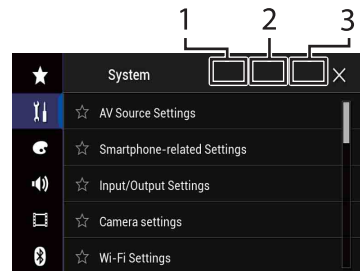 1 2 3
System
AV Source Settings
Smartphone-related Settings
Input/Output Settings
Camera settings
Wi-Fi Settings